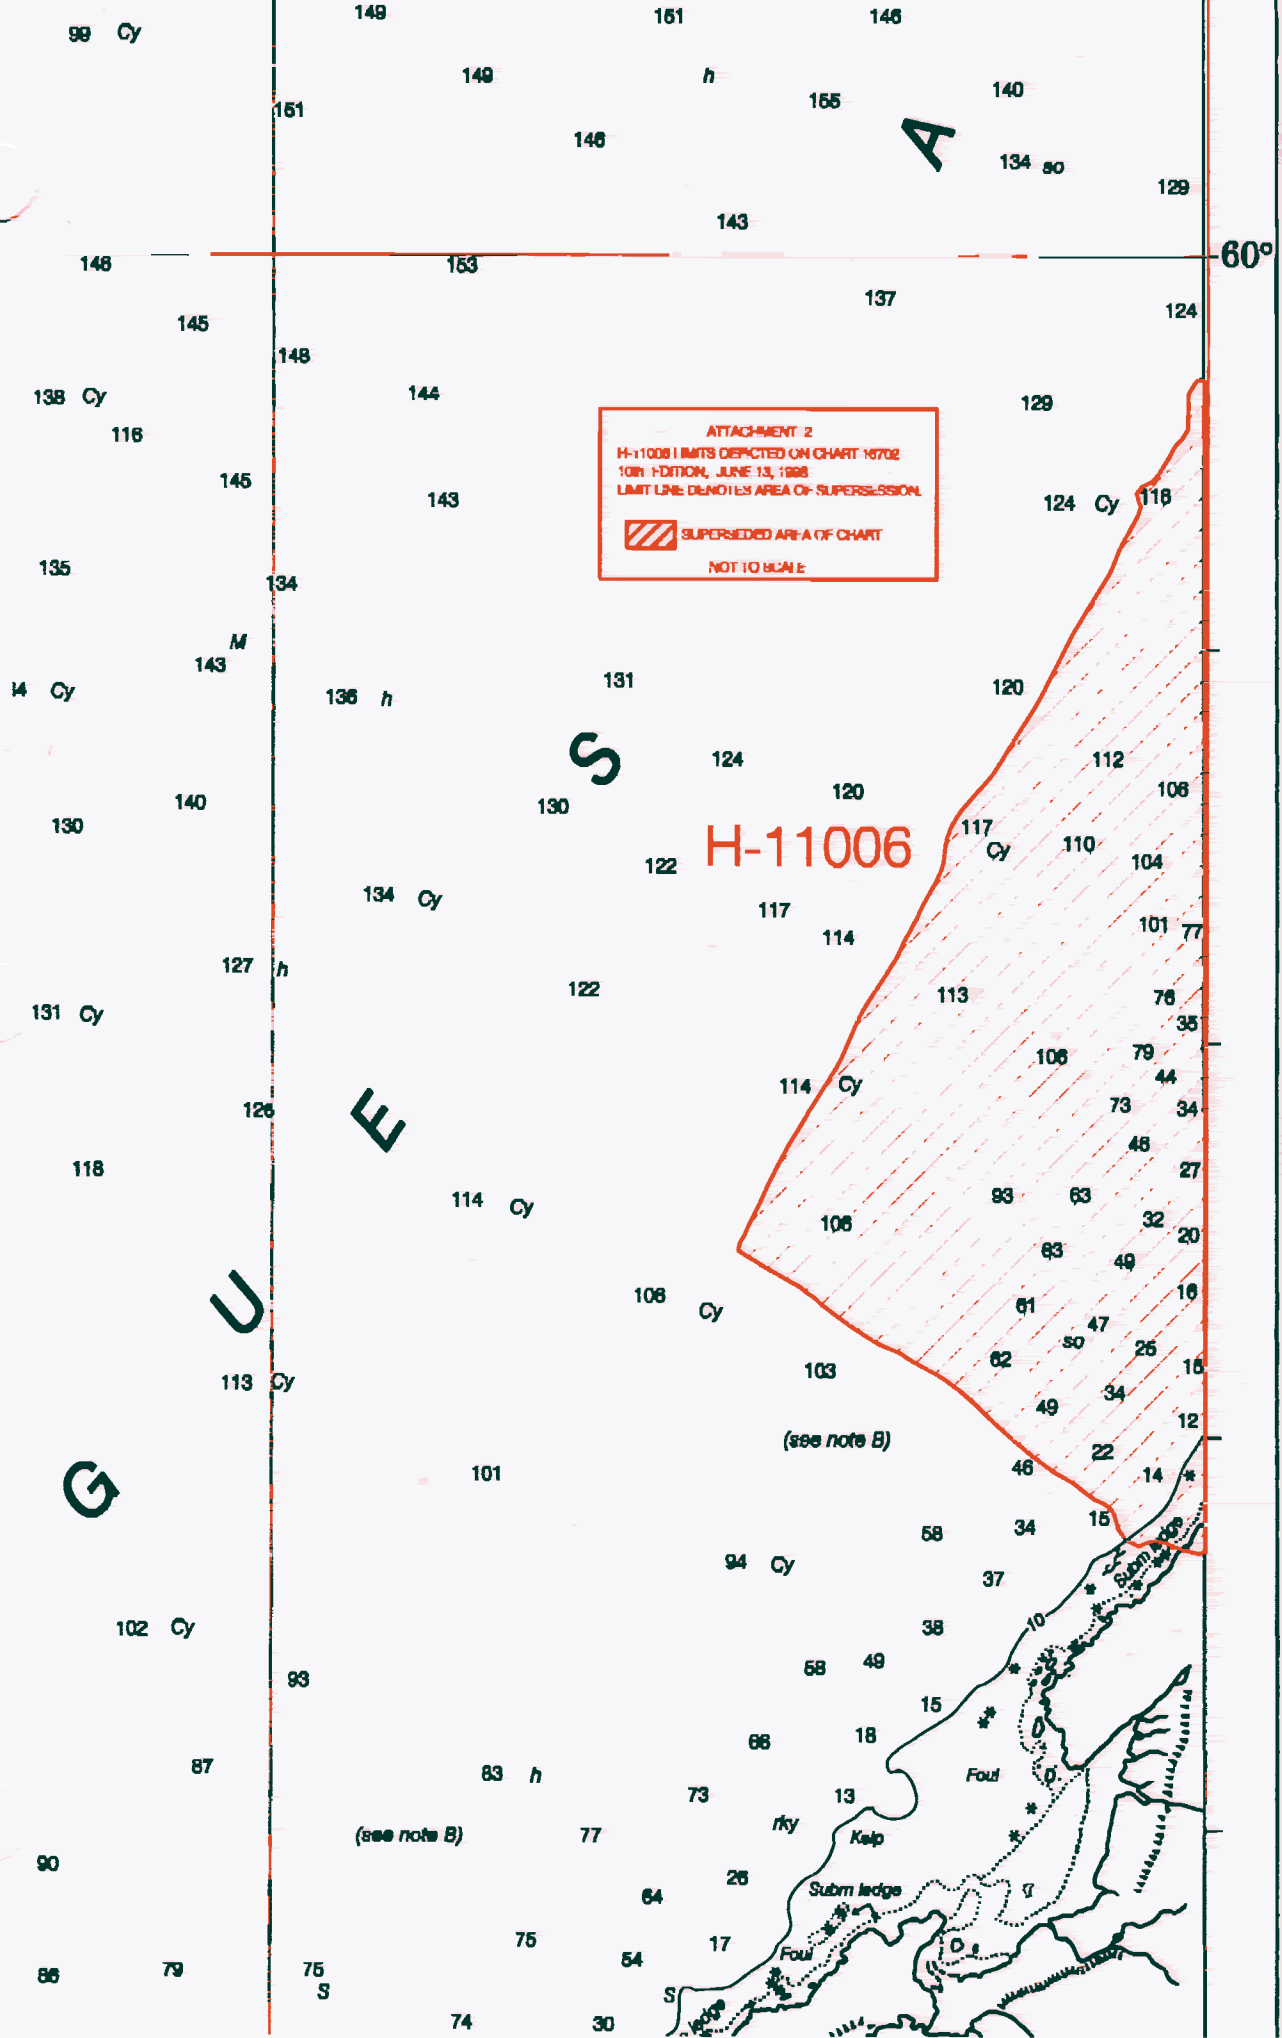 149 151 146
99 Cy
149 h 155 140
151
146 A 134 so
129
143
60°
146 153
137 124
145
148
138 Cy 144 129
116
ATTACHMENT 2
H-11006 LIMITS DEPICTED ON CHART 16702
10th EDITION, JUNE 13, 1998
LIMIT LINE DENOTES AREA OF SUPERSESSION.
SUPERSEDED AREA OF CHART
NOT TO SCALE
145 143 124 Cy 118
135 134
M
143
Cy 136 h 131 120
S 124 112
140 130 120 106
130 117
H-11006
Cy 110 104
122
134 Cy 117 114 101 77
127 h
122 113 76
131 Cy 35
106 79
114 Cy 44
126 E 73 34
48
118 27
114 Cy 93 63
106 32 20
83 49
U 106 Cy 61 16
47
so 25
113 Cy 103 62 15
34
49 12
(see note B) 22
G 101 46 14
58 34 15
Subm ledge
94 Cy 37
102 Cy 38 10
58 49
93
15
66 18
87 83 h Foul
73 13
rky Kelp
(see note B) 77
90 26
64 Subm ledge
75 17 Foul
54
86 79 75
S
S
74 30 ledge